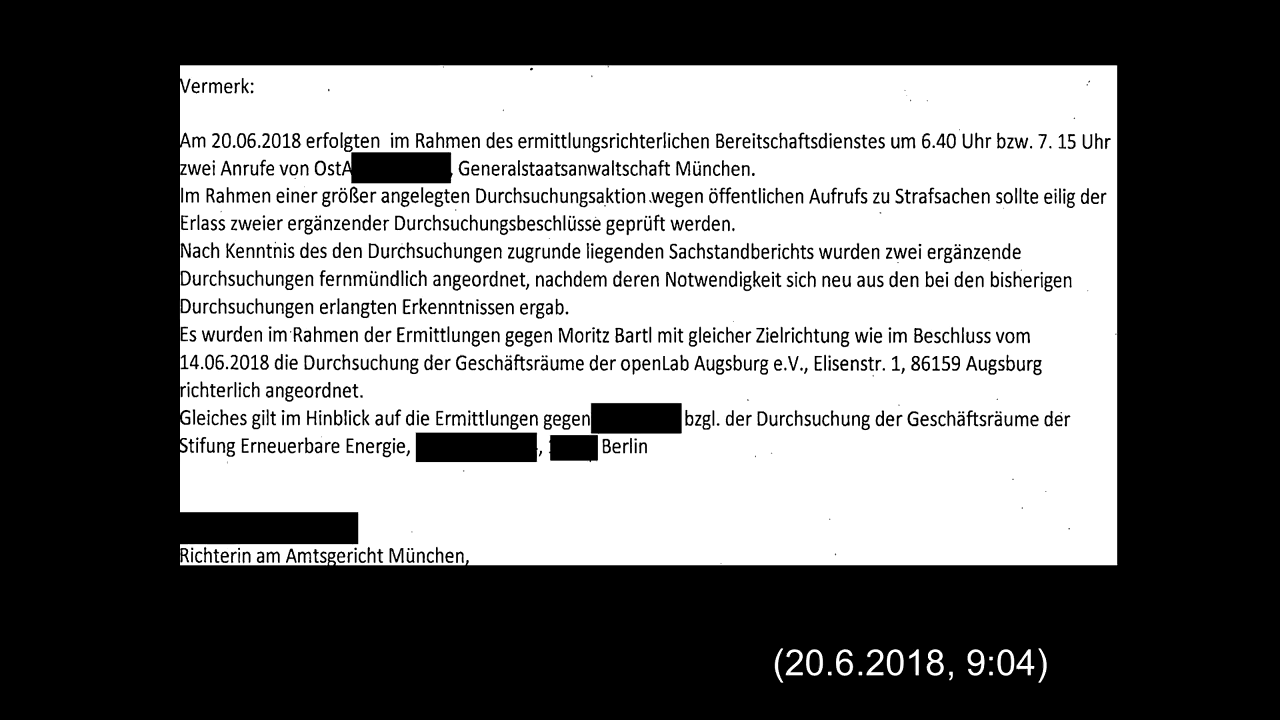 Vermerk:
Am 20.06.2018 erfolgten im Rahmen des ermittlungsrichterlichen Bereitschaftsdienstes um 6.40 Uhr bzw. 7. 15 Uhr
zwei Anrufe von OstA , Generalstaatsanwaltschaft München.
Im Rahmen einer größer angelegten Durchsuchungsaktion wegen öffentlichen Aufrufs zu Strafsachen sollte eilig der
Erlass zweier ergänzender Durchsuchungsbeschlüsse geprüft werden.
Nach Kenntnis des den Durchsuchungen zugrunde liegenden Sachstandberichts wurden zwei ergänzende
Durchsuchungen fernmündlich angeordnet, nachdem deren Notwendigkeit sich neu aus den bei den bisherigen
Durchsuchungen erlangten Erkenntnissen ergab.
Es wurden im Rahmen der Ermittlungen gegen Moritz Bartl mit gleicher Zielrichtung wie im Beschluss vom
14.06.2018 die Durchsuchung der Geschäftsräume der openLab Augsburg e.V., Elisenstr. 1, 86159 Augsburg
richterlich angeordnet.
Gleiches gilt im Hinblick auf die Ermittlungen gegen bzgl. der Durchsuchung der Geschäftsräume der
Stifung Erneuerbare Energie, , Berlin
Richterin am Amtsgericht München,
(20.6.2018, 9:04)